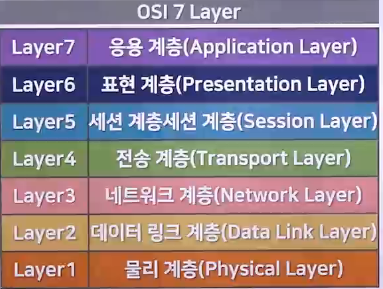 OSI 7 Layer
Layer7 응용 계층(Application Layer)
Layer6 표현 계층(Presentation Layer)
Layer5 세션 계층세션 계층(Session Layer)
Layer4 전송 계층(Transport Layer)
Layer3 네트워크 계층(Network Layer)
Layer2 데이터 링크 계층(Data Link Layer)
Layer1 물리 계층(Physical Layer)